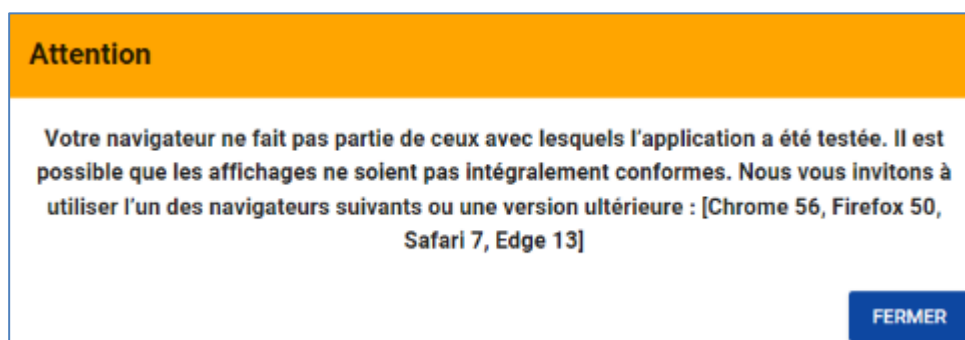 Attention
Votre navigateur ne fait pas partie de ceux avec lesquels l'application a été testée. Il est
possible que les affichages ne soient pas intégralement conformes. Nous vous invitons à
utiliser l'un des navigateurs suivants ou une version ultérieure : [Chrome 56, Firefox 50,
Safari 7, Edge 13]
FERMER